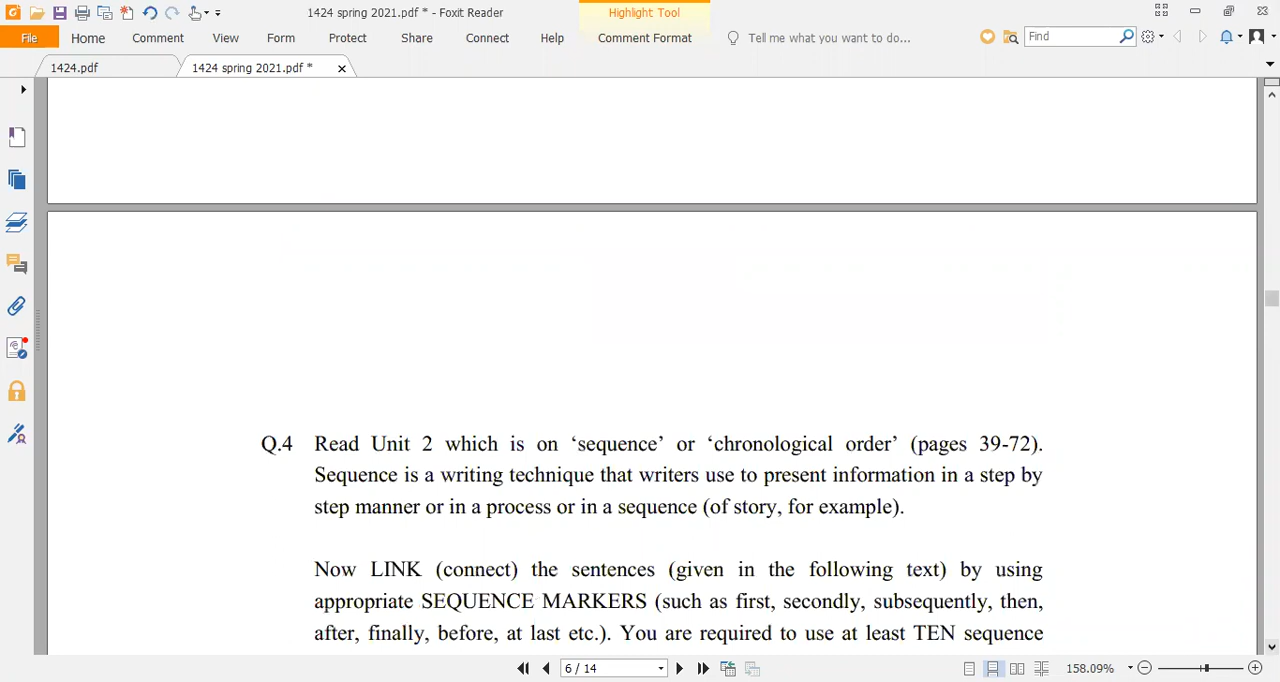 1424 spring 2021.pdf * - Foxit Reader
Highlight Tool
File Home Comment View Form Protect Share Connect Help Comment Format Tell me what you want to do... Find
1424.pdf 1424 spring 2021.pdf *
Q.4 Read Unit 2 which is on ‘sequence’ or ‘chronological order’ (pages 39-72).
Sequence is a writing technique that writers use to present information in a step by
step manner or in a process or in a sequence (of story, for example).
Now LINK (connect) the sentences (given in the following text) by using
appropriate SEQUENCE MARKERS (such as first, secondly, subsequently, then,
after, finally, before, at last etc.). You are required to use at least TEN sequence
6 / 14 158.09%